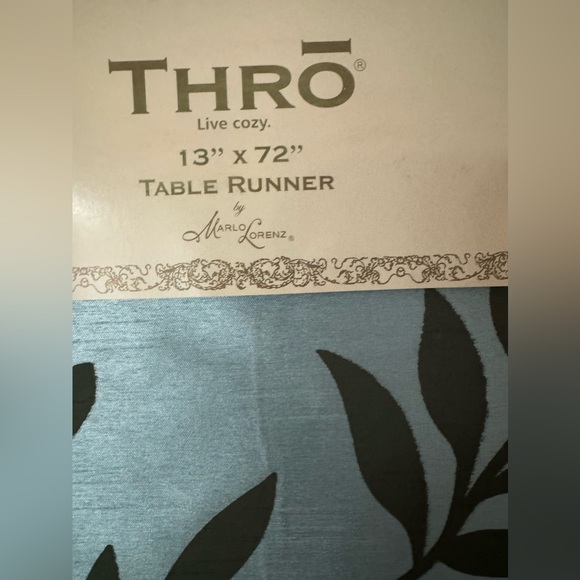 THRŌ®
Live cozy.
13” x 72”
TABLE RUNNER
by
MARLO LORENZ®